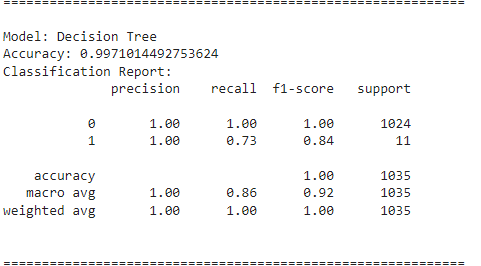 ============================================================
Model: Decision Tree
Accuracy: 0.9971014492753624
Classification Report:
              precision    recall  f1-score   support

           0       1.00      1.00      1.00      1024
           1       1.00      0.73      0.84        11

    accuracy                           1.00      1035
   macro avg       1.00      0.86      0.92      1035
weighted avg       1.00      1.00      1.00      1035

============================================================